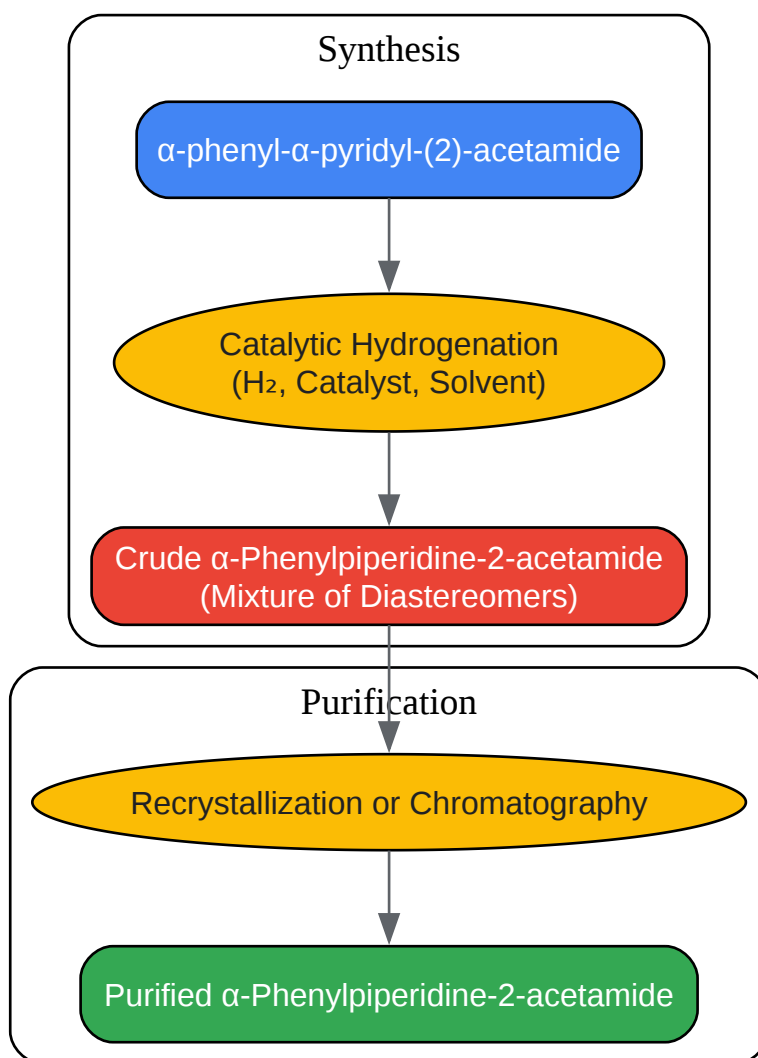 Synthesis
α-phenyl-α-pyridyl-(2)-acetamide
Catalytic Hydrogenation
(H₂, Catalyst, Solvent)
Crude α-Phenylpiperidine-2-acetamide
(Mixture of Diastereomers)
Purification
Recrystallization or Chromatography
Purified α-Phenylpiperidine-2-acetamide